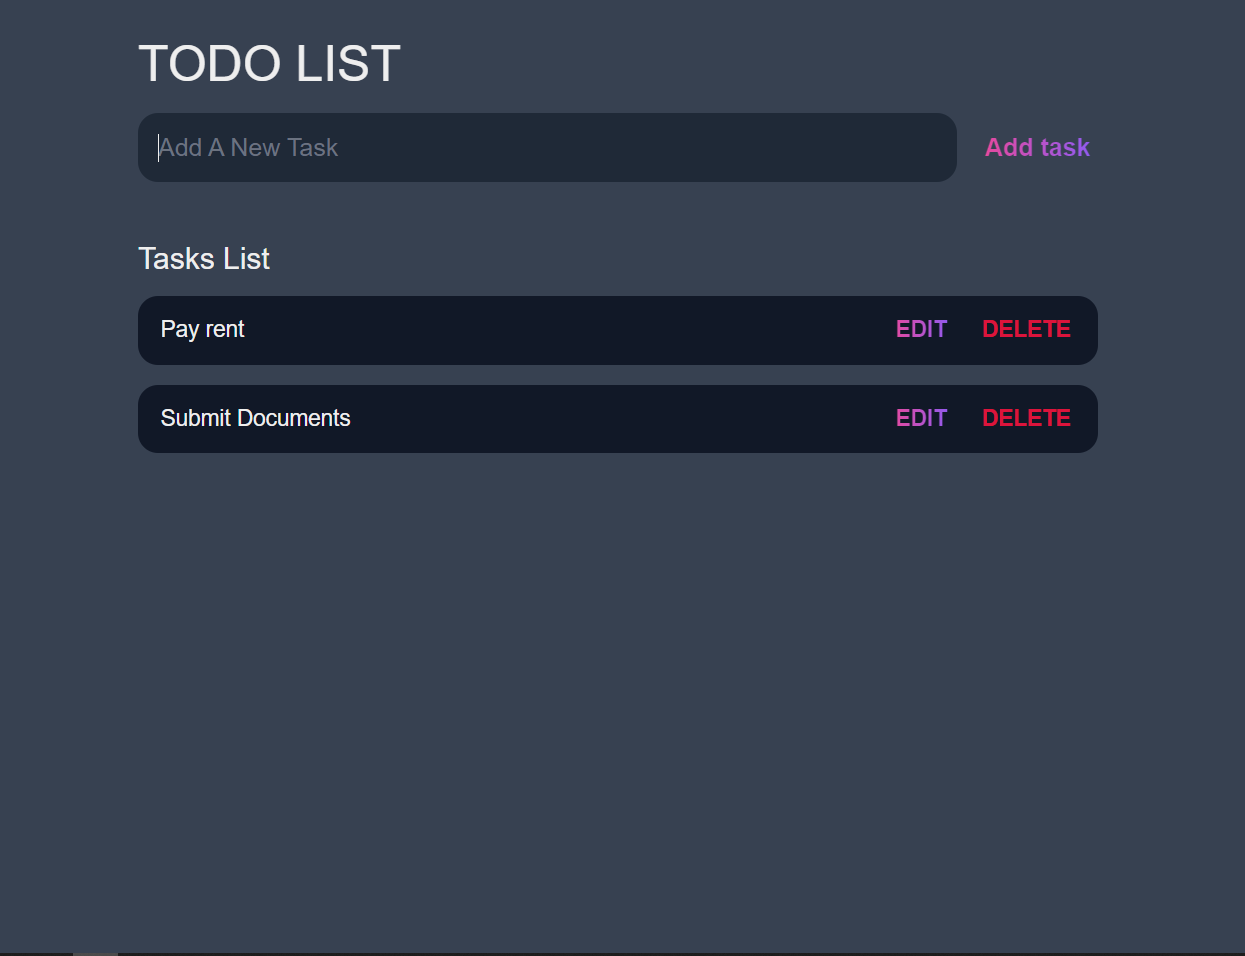 TODO LIST
Add A New Task Add task
Tasks List
Pay rent EDIT DELETE
Submit Documents EDIT DELETE